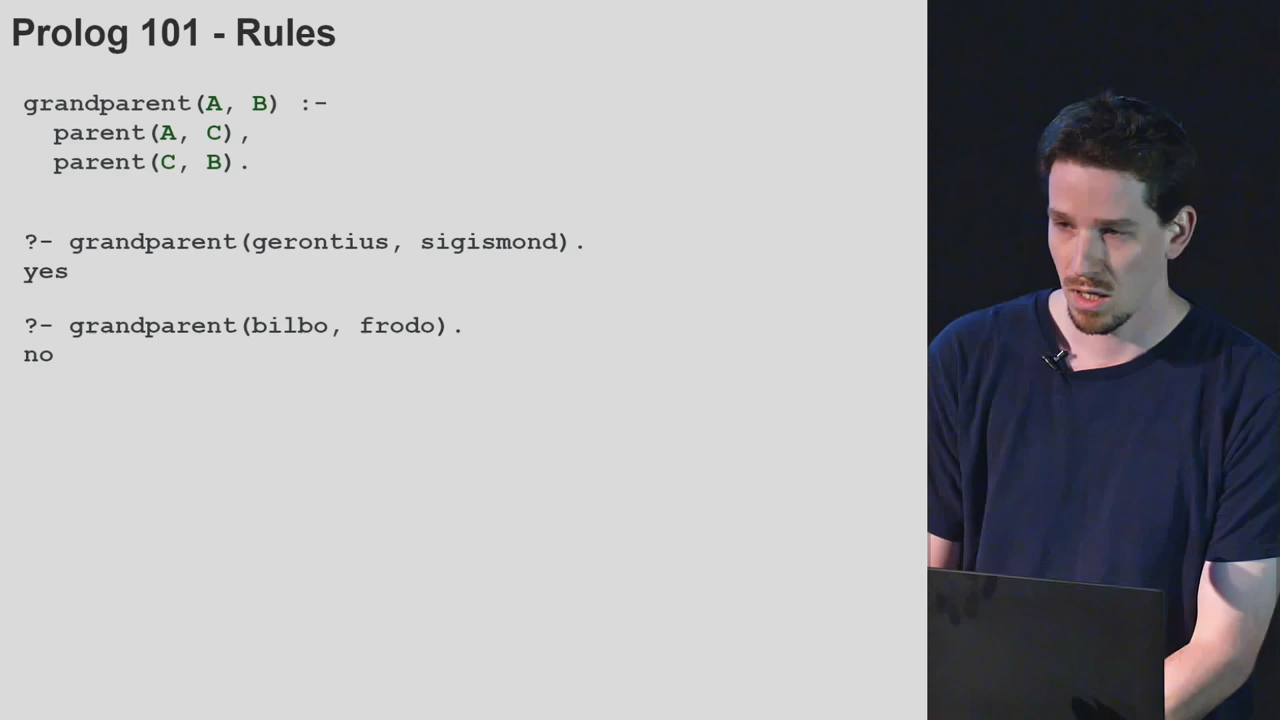 Prolog 101 - Rules
grandparent(A, B) :-
parent(A, C),
parent(C, B).
?- grandparent(gerontius, sigismond).
yes
?- grandparent(bilbo, frodo).
no